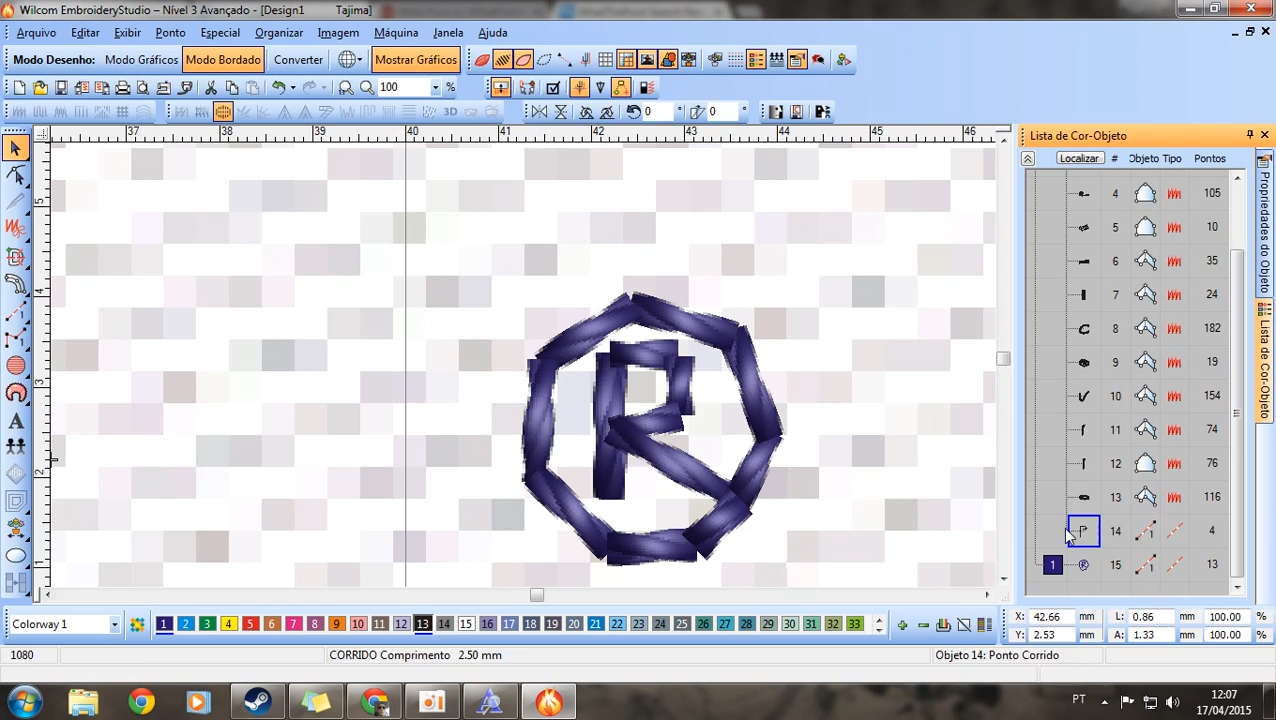 Wilcom EmbroideryStudio – Nível 3 Avançado - [Design1 Tajima]
Arquivo Editar Exibir Ponto Especial Organizar Imagem Máquina Janela Ajuda
Modo Desenho: Modo Gráficos Modo Bordado Converter Mostrar Gráficos
100 %
3D 0 ° 0 °
37 38 39 40 41 42 43 44 45 46
5
4
3
2
1
R
Lista de Cor-Objeto
Localizar # Objeto Tipo Pontos
4 105
5 10
6 35
7 24
8 182
9 19
10 154
11 74
12 76
13 116
14 4
1 15 13
Propriedades do Objeto
Lista de Cor-Objeto
Colorway 1
1 2 3 4 5 6 7 8 9 10 11 12 13 14 15 16 17 18 19 20 21 22 23 24 25 26 27 28 29 30 31 32 33
X: 42.66 mm L: 0.86 mm 100.00 %
Y: 2.53 mm A: 1.33 mm 100.00 %
1080 CORRIDO Comprimento 2.50 mm Objeto 14: Ponto Corrido
PT 12:07
17/04/2015